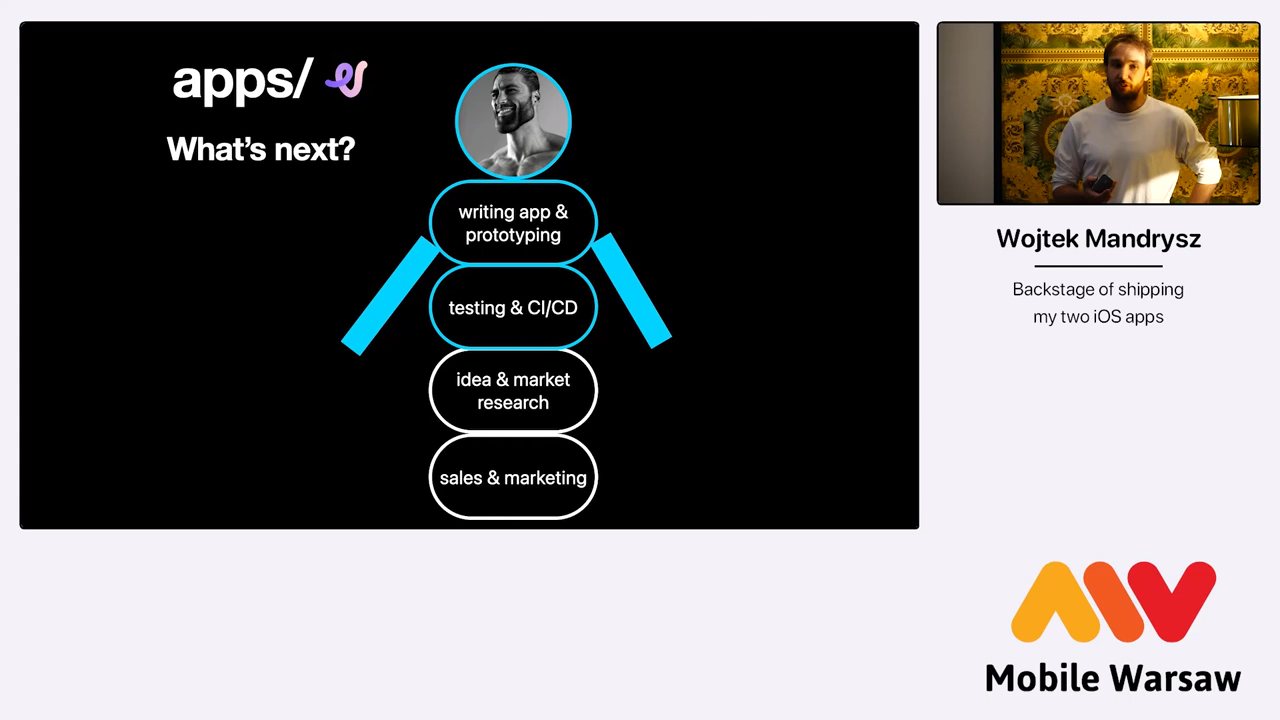 apps/
What's next?
writing app &
prototyping
testing & CI/CD
idea & market
research
sales & marketing
Wojtek Mandrysz
Backstage of shipping
my two iOS apps
Mobile Warsaw